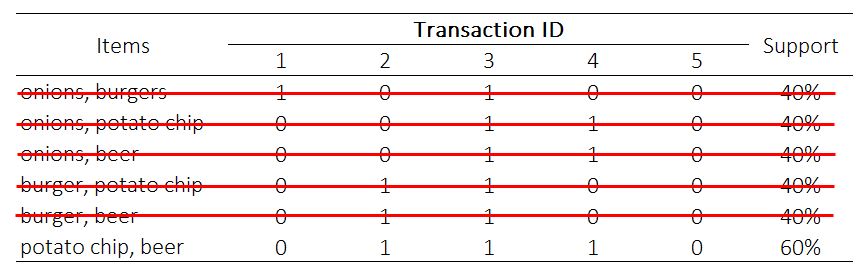 Transaction ID
Items Support
1 2 3 4 5
onions, burgers 1 0 1 0 0 40%
onions, potato chip 0 0 1 1 0 40%
onions, beer 0 0 1 1 0 40%
burger, potato chip 0 1 1 0 0 40%
burger, beer 0 1 1 0 0 40%
potato chip, beer 0 1 1 1 0 60%